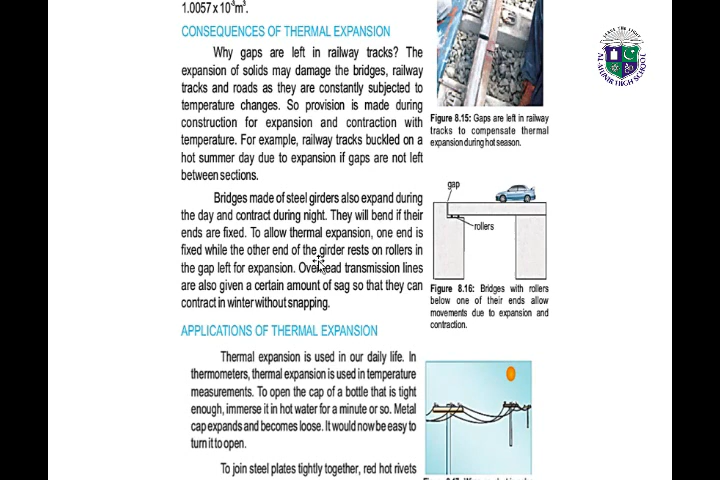 1.0057 x 10⁻³m³.
CONSEQUENCES OF THERMAL EXPANSION
Why gaps are left in railway tracks? The
expansion of solids may damage the bridges, railway
tracks and roads as they are constantly subjected to
temperature changes. So provision is made during
construction for expansion and contraction with
temperature. For example, railway tracks buckled on a
hot summer day due to expansion if gaps are not left
between sections.
Bridges made of steel girders also expand during
the day and contract during night. They will bend if their
ends are fixed. To allow thermal expansion, one end is
fixed while the other end of the girder rests on rollers in
the gap left for expansion. Overhead transmission lines
are also given a certain amount of sag so that they can
contract in winter without snapping.
APPLICATIONS OF THERMAL EXPANSION
Thermal expansion is used in our daily life. In
thermometers, thermal expansion is used in temperature
measurements. To open the cap of a bottle that is tight
enough, immerse it in hot water for a minute or so. Metal
cap expands and becomes loose. It would now be easy to
turn it to open.
To join steel plates tightly together, red hot rivets
Figure 8.15: Gaps are left in railway
tracks to compensate thermal
expansion during hot season.
gap
rollers
Figure 8.16: Bridges with rollers
below one of their ends allow
movements due to expansion and
contraction.
AL-MUNIR HIGH SCHOOL